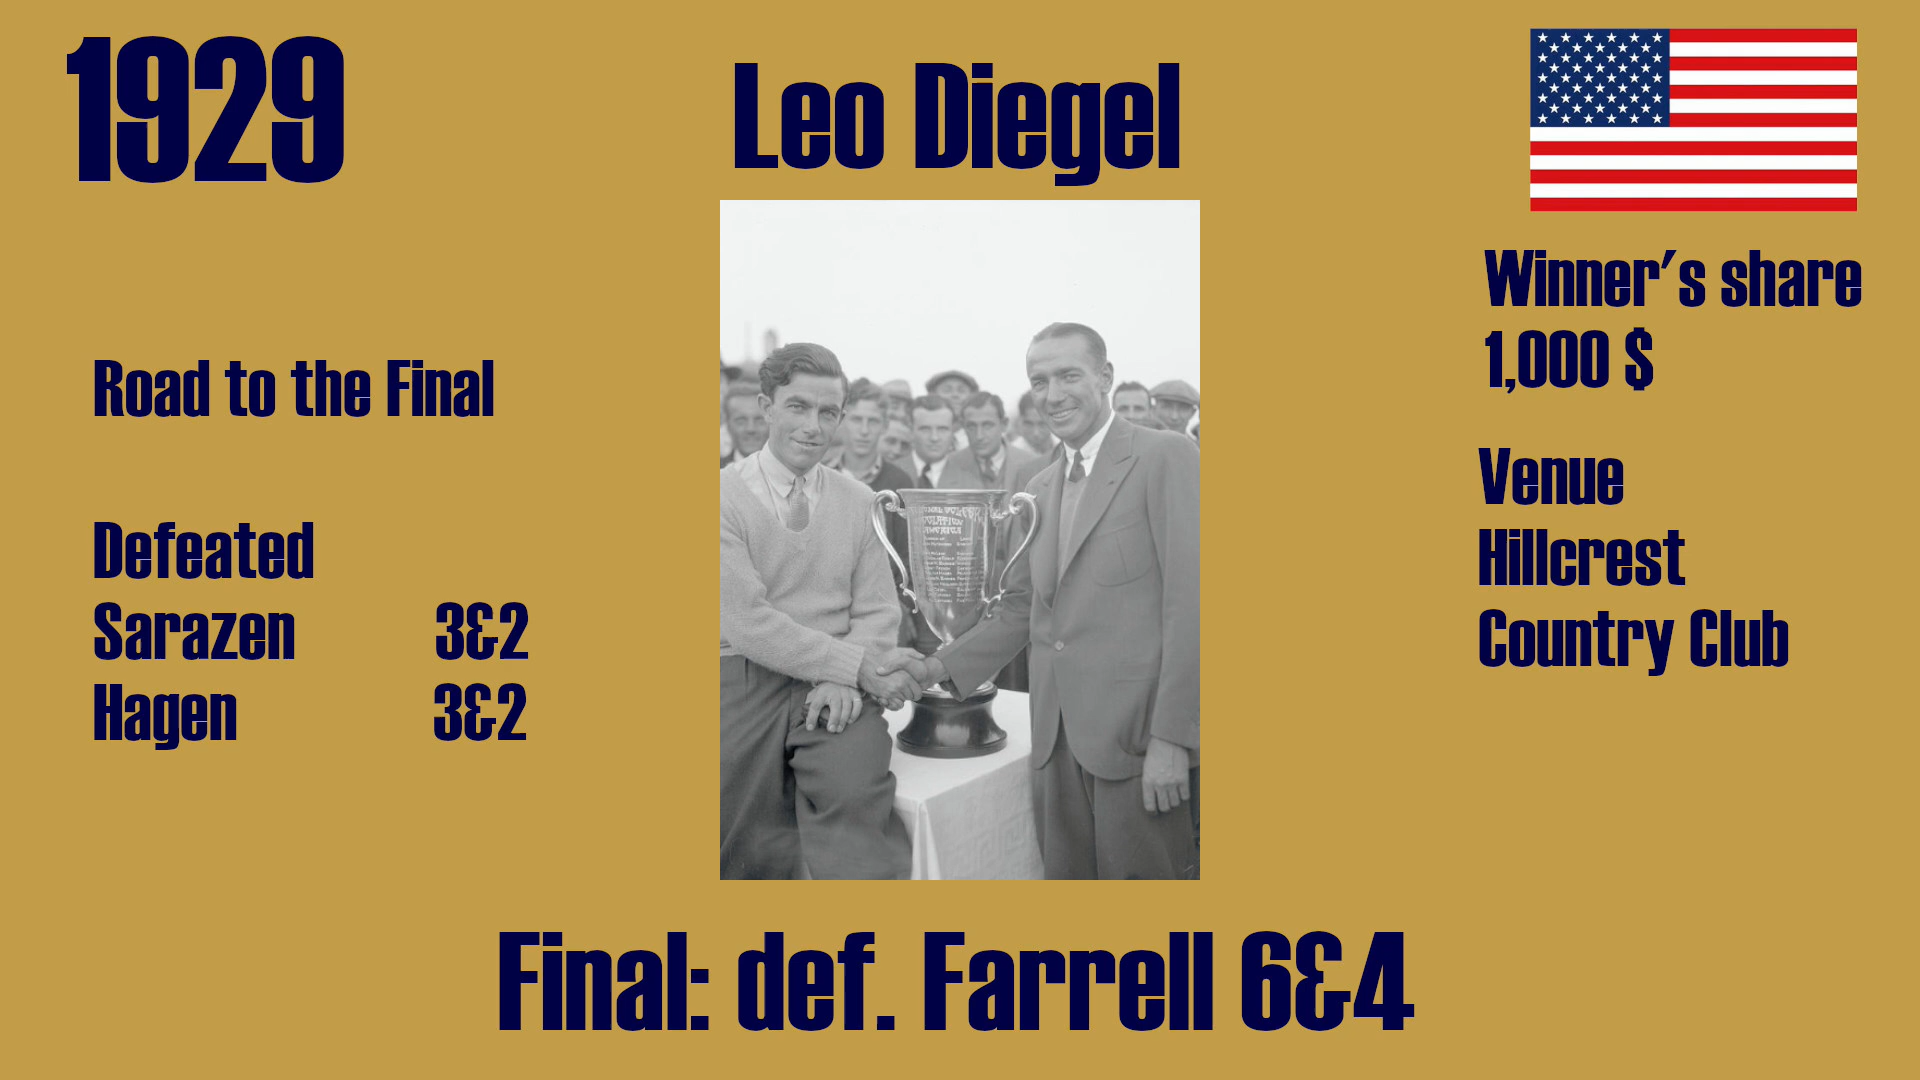 1929
Leo Diegel
Winner's share
1,000 $
Road to the Final
Venue
Hillcrest
Country Club
Defeated
Sarazen 3&2
Hagen 3&2
Final: def. Farrell 6&4